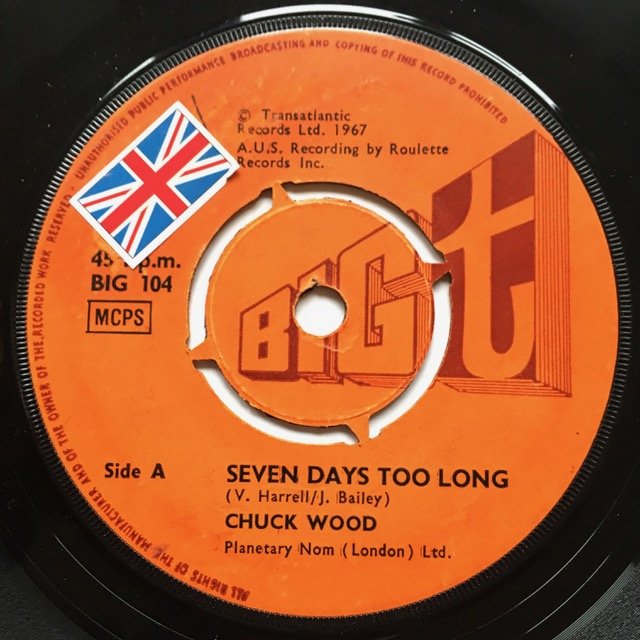 ALL RIGHTS OF THE MANUFACTURER AND OF THE OWNER OF THE RECORDED WORK RESERVED · UNAUTHORISED PUBLIC PERFORMANCE BROADCASTING AND COPYING OF THIS RECORD PROHIBITED
© Transatlantic
Records Ltd. 1967
A.U.S. Recording by Roulette
Records Inc.
45 r.p.m.
BIG 104
MCPS
BIG t
Side A
SEVEN DAYS TOO LONG
(V. Harrell/J. Bailey)
CHUCK WOOD
Planetary Nom (London) Ltd.